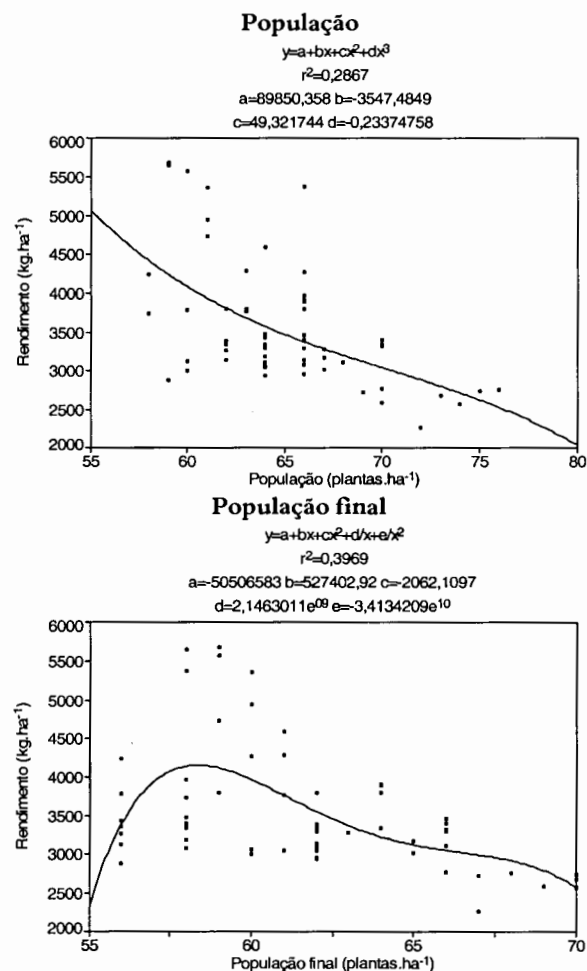 População
y=a+bx+cx²+dx³
r²=0,2867
a=89850,358 b=-3547,4849
c=49,321744 d=-0,23374758
6000
5500
5000
4500
4000
3500
3000
2500
2000
Rendimento (kg.ha⁻¹)
55 60 65 70 75 80
População (plantas.ha⁻¹)
População final
y=a+bx+cx²+d/x+e/x²
r²=0,3969
a=-50506583 b=527402,92 c=-2062,1097
d=2,1463011e⁰⁹ e=-3,4134209e¹⁰
6000
5500
5000
4500
4000
3500
3000
2500
2000
Rendimento (kg.ha⁻¹)
55 60 65 70
População final (plantas.ha⁻¹)